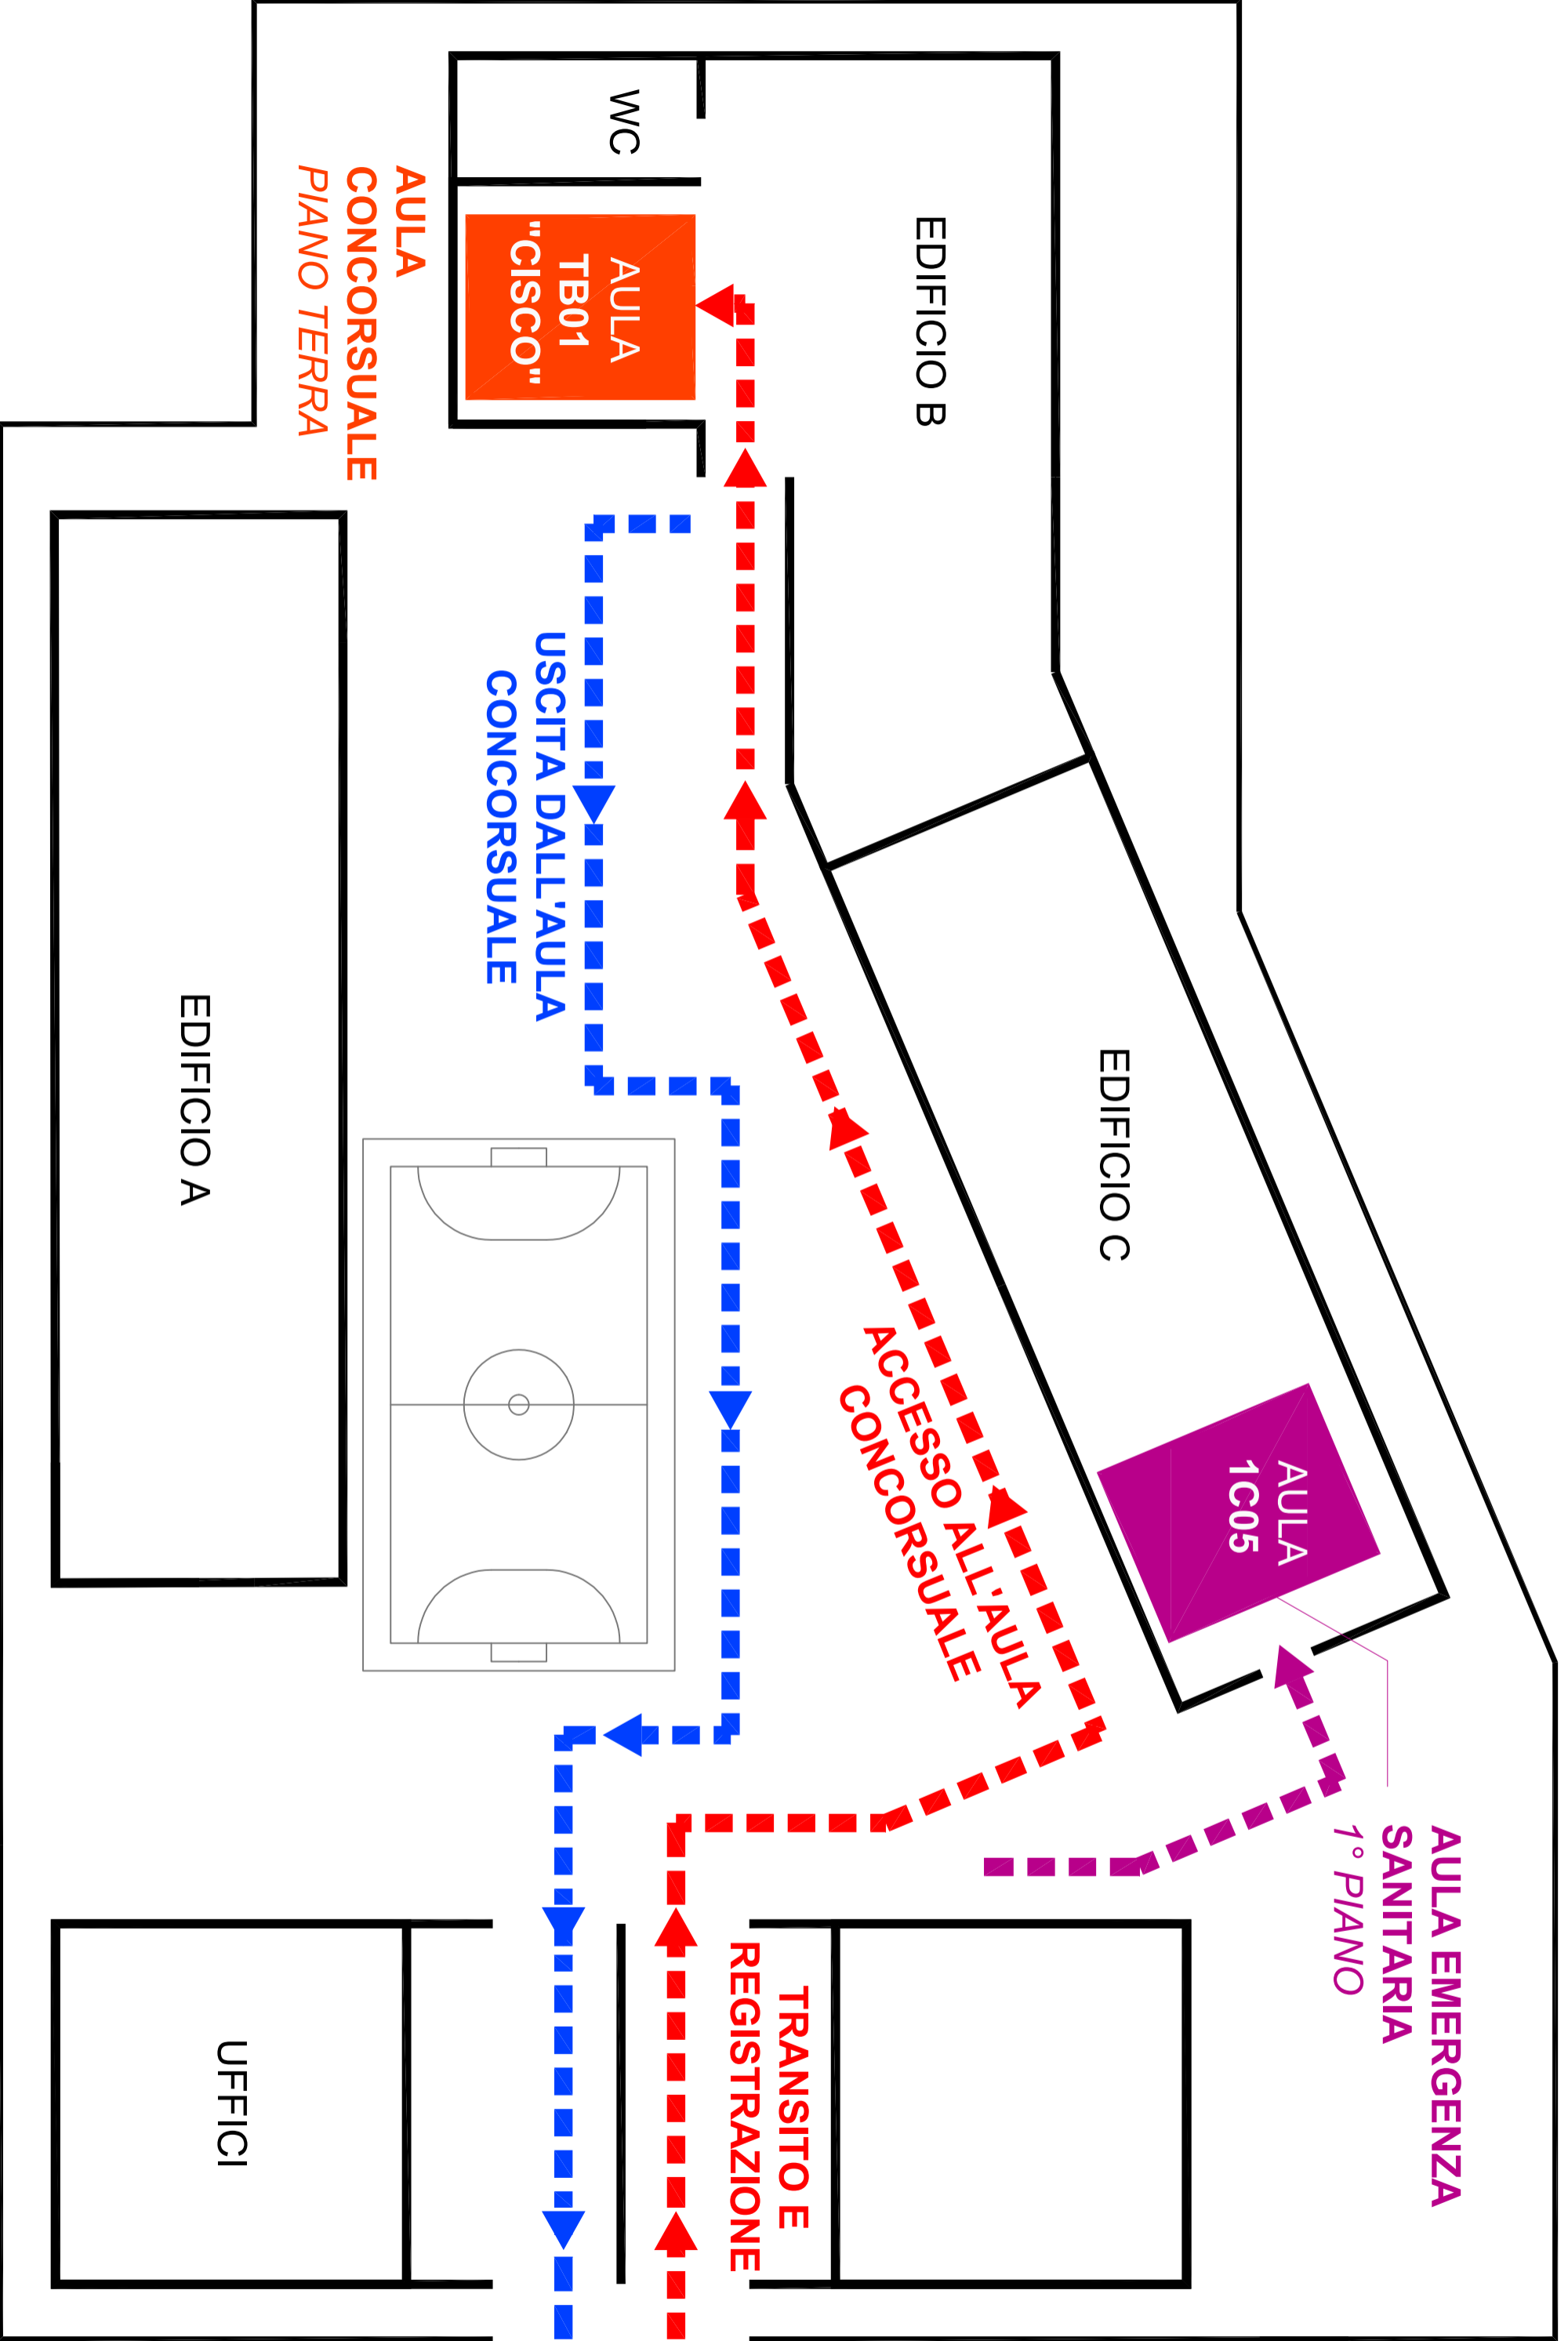 AULA EMERGENZA
SANITARIA
1° PIANO
AULA
1C05
EDIFICIO C
EDIFICIO B
ACCESSO ALL'AULA
CONCORSUALE
TRANSITO E
REGISTRAZIONE
WC
AULA
TB01
"CISCO"
USCITA DALL'AULA
CONCORSUALE
AULA
CONCORSUALE
PIANO TERRA
EDIFICIO A
UFFICI